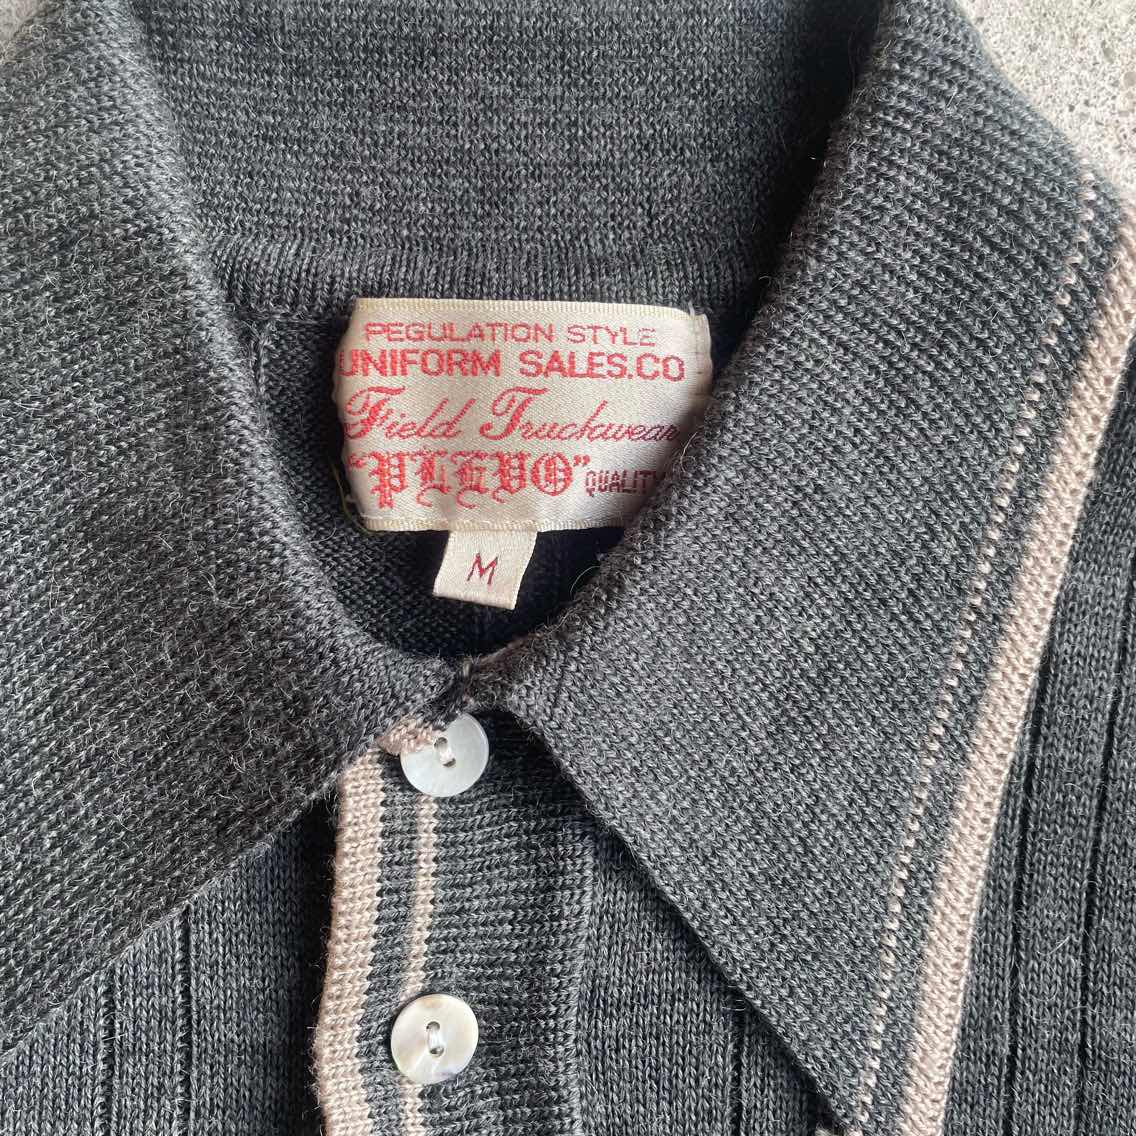 PEGULATION STYLE
UNIFORM SALES.CO
Field Truckwear
"PLEVO" QUALITY
M